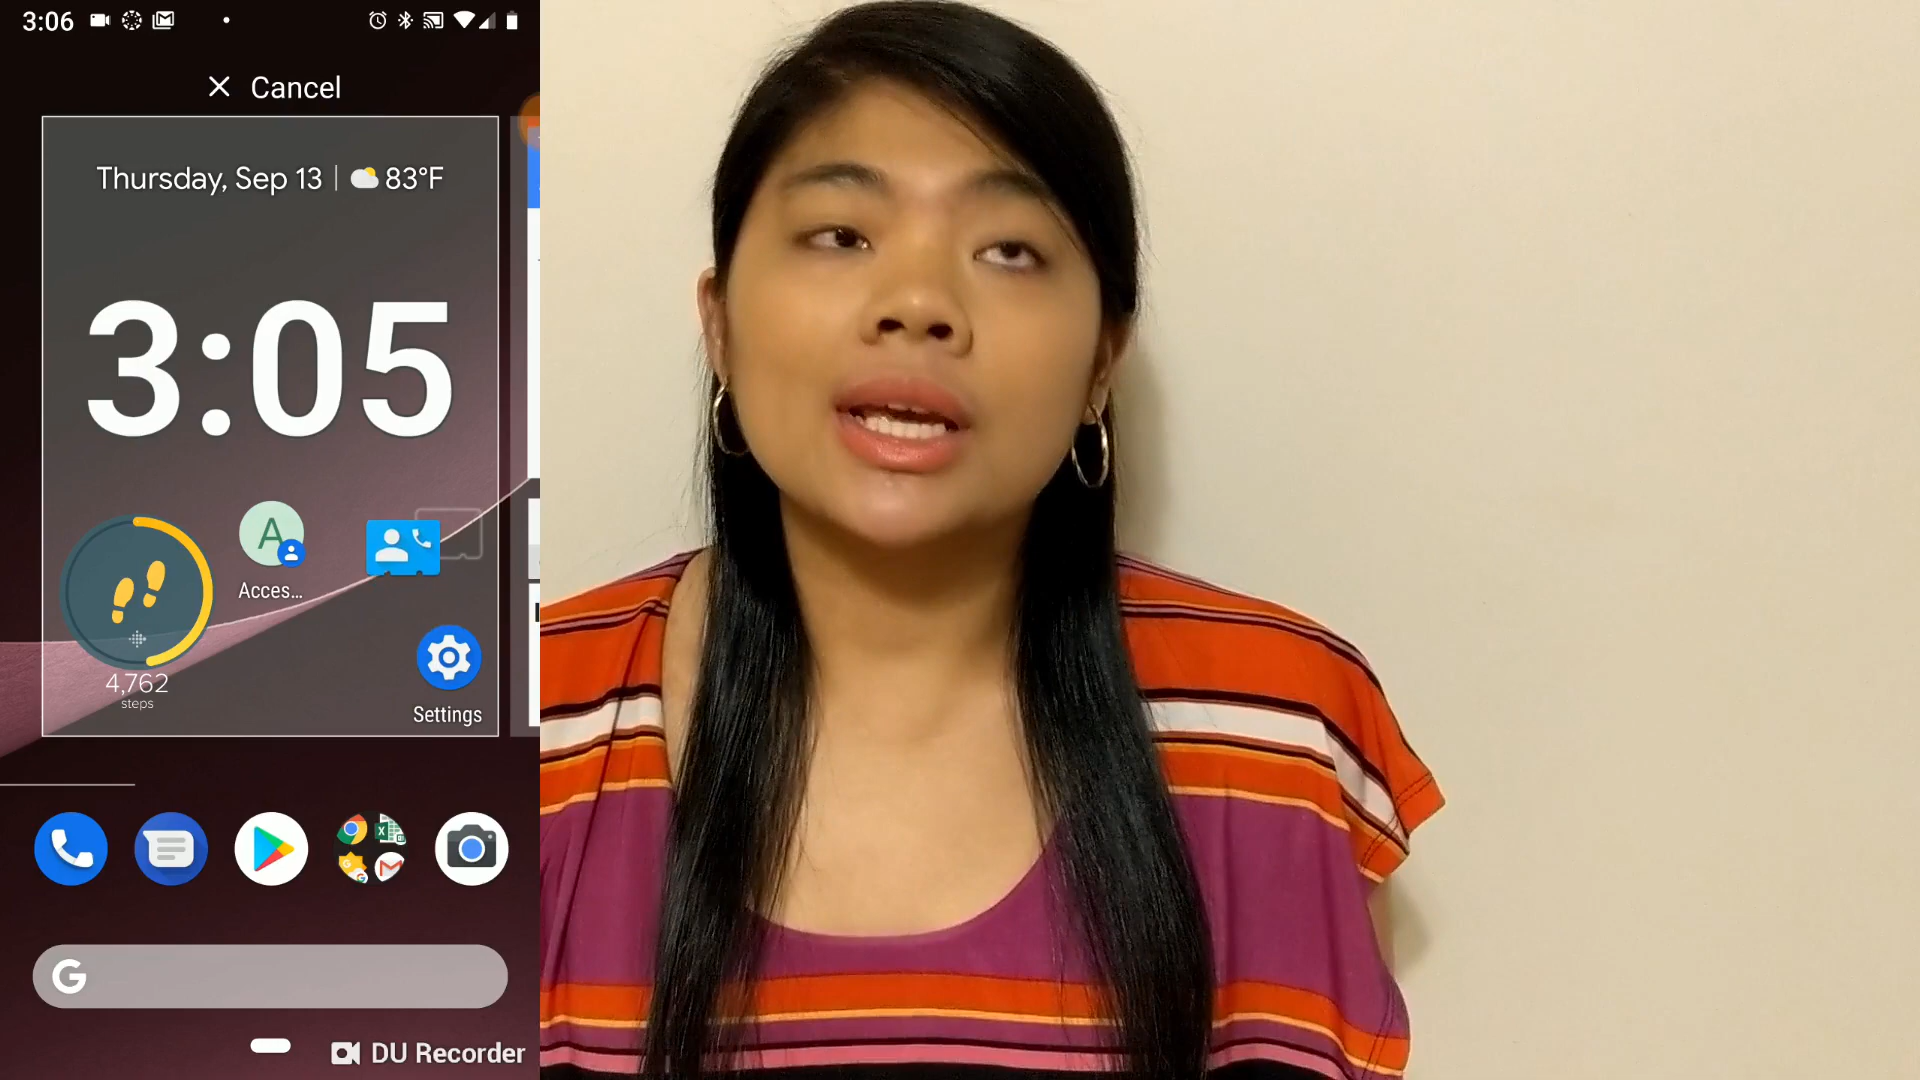 3:06
Cancel
Thursday, Sep 13 | 83°F
3:05
A
Acces...
4,762
steps
Settings
G
DU Recorder